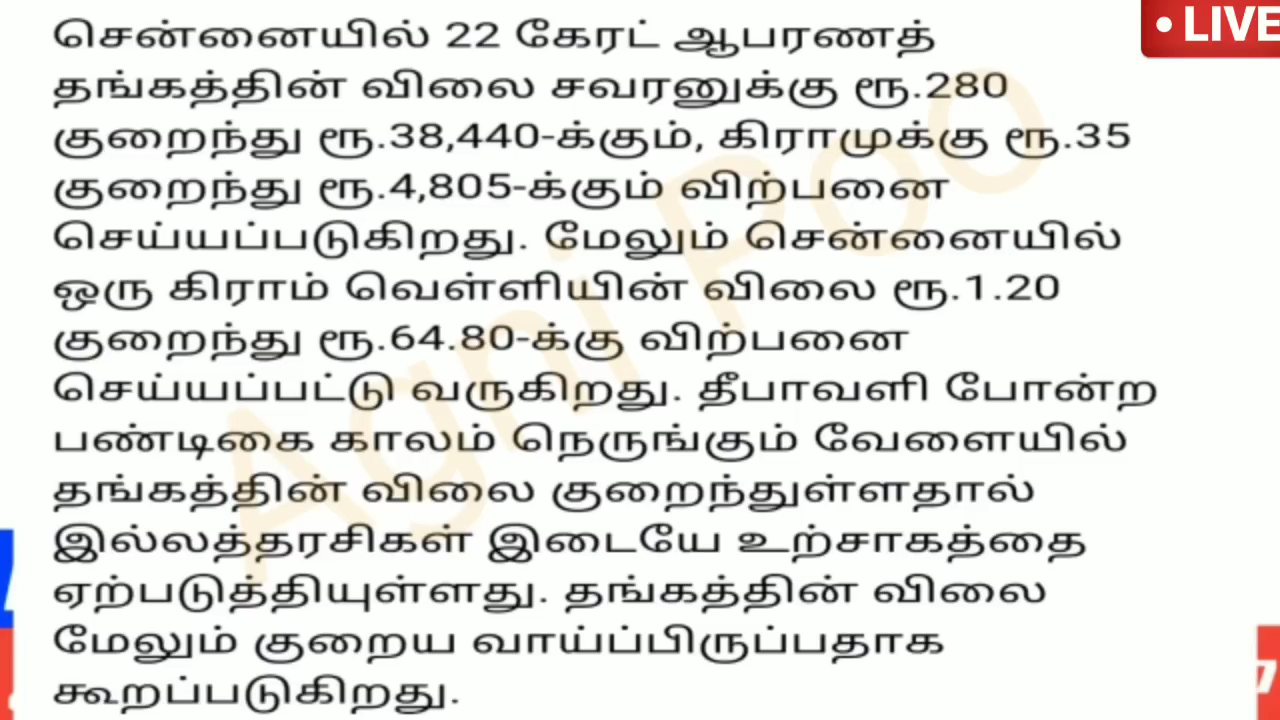 • LIVE
சென்னையில் 22 கேரட் ஆபரணத்
தங்கத்தின் விலை சவரனுக்கு ரூ.280
குறைந்து ரூ.38,440-க்கும், கிராமுக்கு ரூ.35
குறைந்து ரூ.4,805-க்கும் விற்பனை
செய்யப்படுகிறது. மேலும் சென்னையில்
ஒரு கிராம் வெள்ளியின் விலை ரூ.1.20
குறைந்து ரூ.64.80-க்கு விற்பனை
செய்யப்பட்டு வருகிறது. தீபாவளி போன்ற
பண்டிகை காலம் நெருங்கும் வேளையில்
தங்கத்தின் விலை குறைந்துள்ளதால்
இல்லத்தரசிகள் இடையே உற்சாகத்தை
ஏற்படுத்தியுள்ளது. தங்கத்தின் விலை
மேலும் குறைய வாய்ப்பிருப்பதாக
கூறப்படுகிறது.
Agni Poo